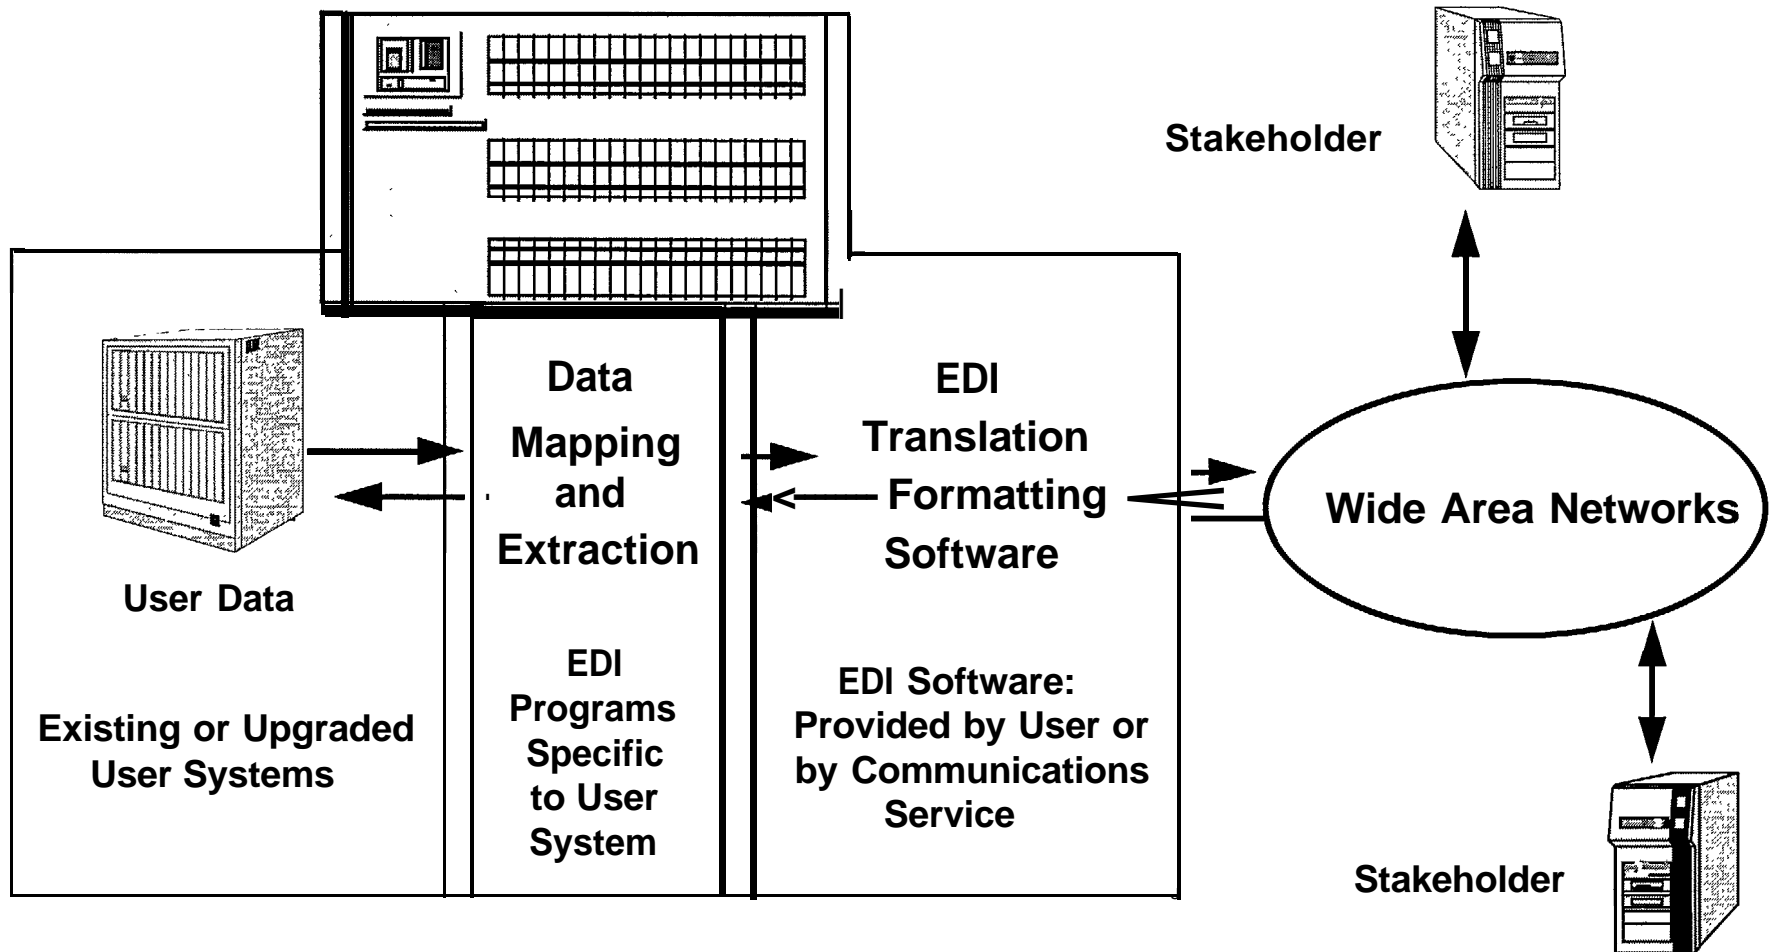 Stakeholder
Data
Mapping
and
Extraction
EDI
Translation
Formatting
Software
Wide Area Networks
User Data
Existing or Upgraded
User Systems
EDI
Programs
Specific
to User
System
EDI Software:
Provided by User or
by Communications
Service
Stakeholder